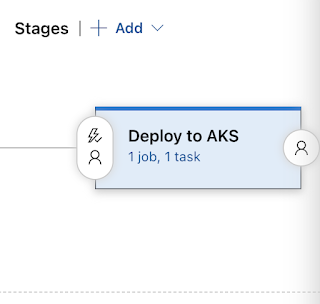 Stages | Add
Deploy to AKS
1 job, 1 task